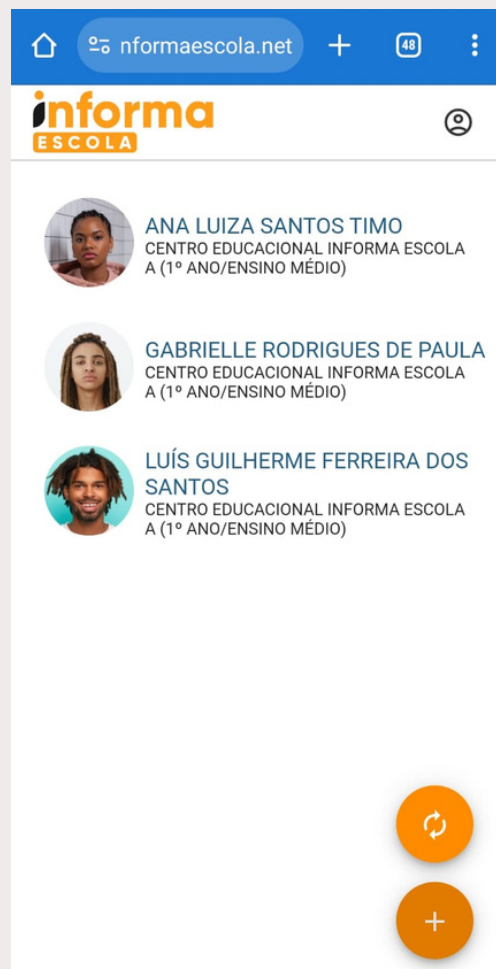 nformaescola.net
48
informa
ESCOLA
ANA LUIZA SANTOS TIMO
CENTRO EDUCACIONAL INFORMA ESCOLA
A (1º ANO/ENSINO MÉDIO)
GABRIELLE RODRIGUES DE PAULA
CENTRO EDUCACIONAL INFORMA ESCOLA
A (1º ANO/ENSINO MÉDIO)
LUÍS GUILHERME FERREIRA DOS
SANTOS
CENTRO EDUCACIONAL INFORMA ESCOLA
A (1º ANO/ENSINO MÉDIO)